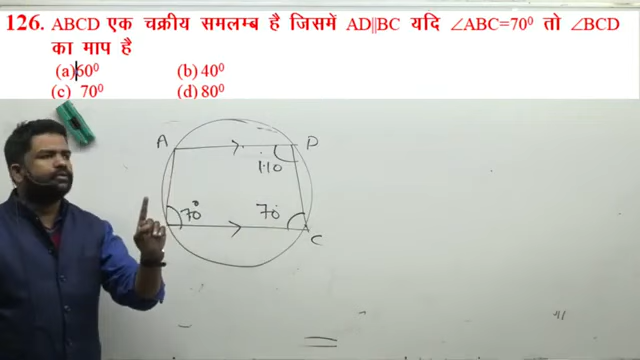 126. ABCD एक चक्रीय समलम्ब है जिसमें AD||BC यदि ∠ABC=70⁰ तो ∠BCD
का माप है
(a) 60⁰ (b) 40⁰
(c) 70⁰ (d) 80⁰
A D
110
70° 70°
C